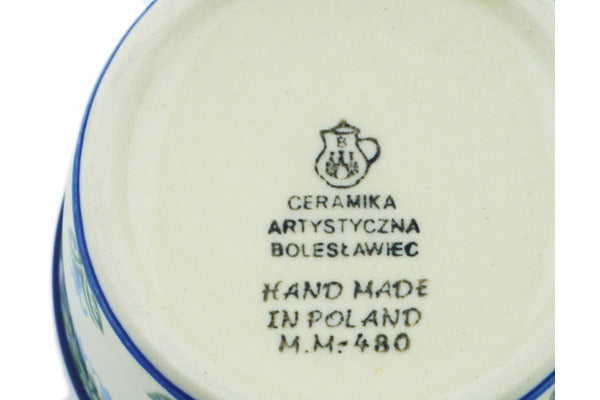 B
CERAMIKA
ARTYSTYCZNA
BOLESŁAWIEC
HAND MADE
IN POLAND
M.M.-480